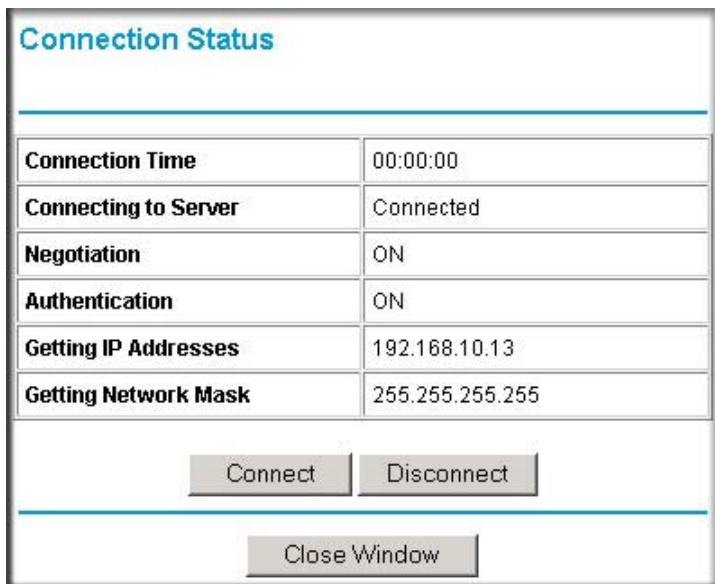 Connection Status
Connection Time 00:00:00
Connecting to Server Connected
Negotiation ON
Authentication ON
Getting IP Addresses 192.168.10.13
Getting Network Mask 255.255.255.255
Connect Disconnect
Close Window